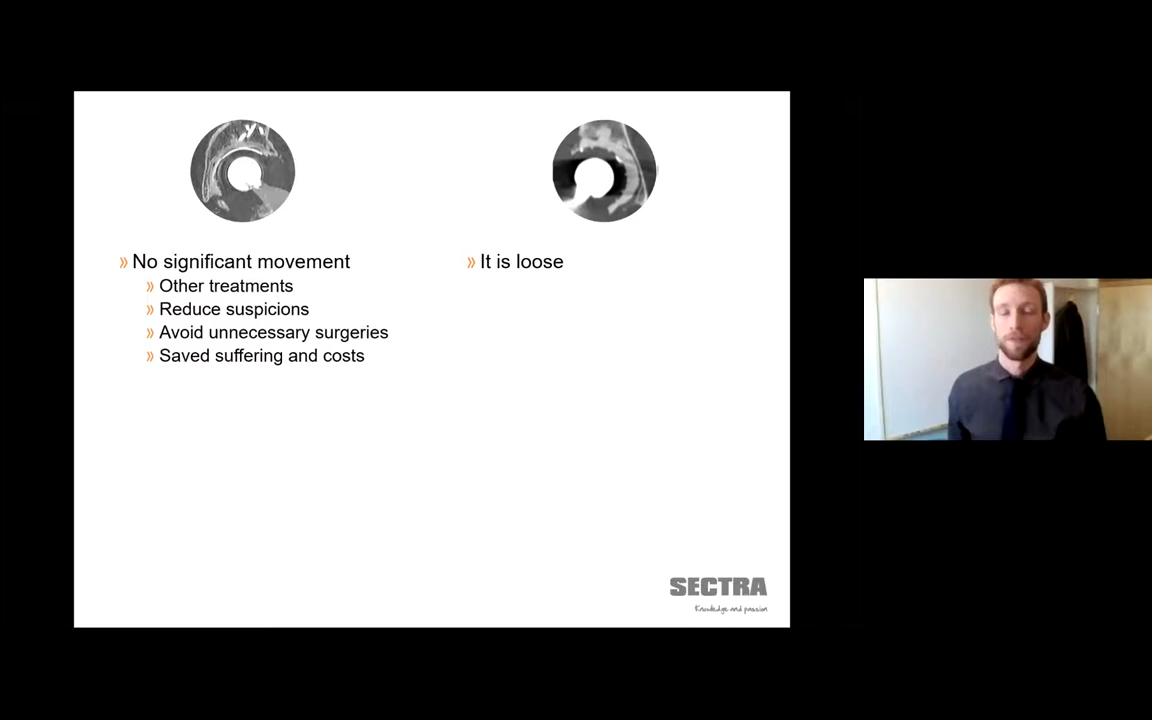 » No significant movement
» Other treatments
» Reduce suspicions
» Avoid unnecessary surgeries
» Saved suffering and costs
» It is loose
SECTRA
Knowledge and passion